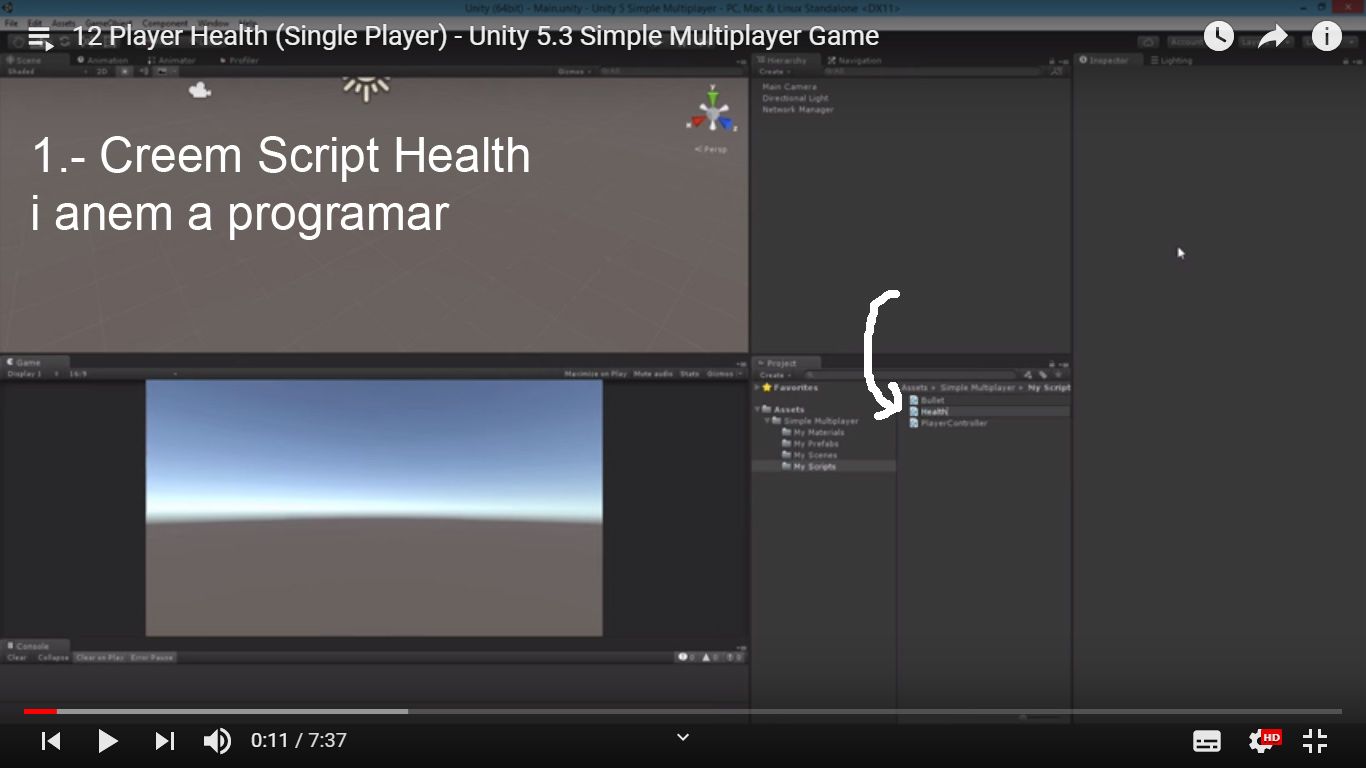 Unity (64bit) - Main.unity - Unity 5 Simple Multiplayer - PC, Mac & Linux Standalone <DX11>
File Edit Assets GameObject Component Window Help
12 Player Health (Single Player) - Unity 5.3 Simple Multiplayer Game
Scene Animation Animator Profiler
Shaded 2D Gizmos
Hierarchy Navigation
Create
Main Camera
Directional Light
Network Manager
Inspector Lighting
y
x z
Persp
1.- Creem Script Health
i anem a programar
Game
Display 1 16:9 Maximize on Play Mute audio Stats Gizmos
Project
Create
Favorites
Assets
Simple Multiplayer
My Materials
My Prefabs
My Scenes
My Scripts
Assets Simple Multiplayer My Script
Bullet
Health
PlayerController
Console
Clear Collapse Clear on Play Error Pause 0 0 0
0:11 / 7:37
HD